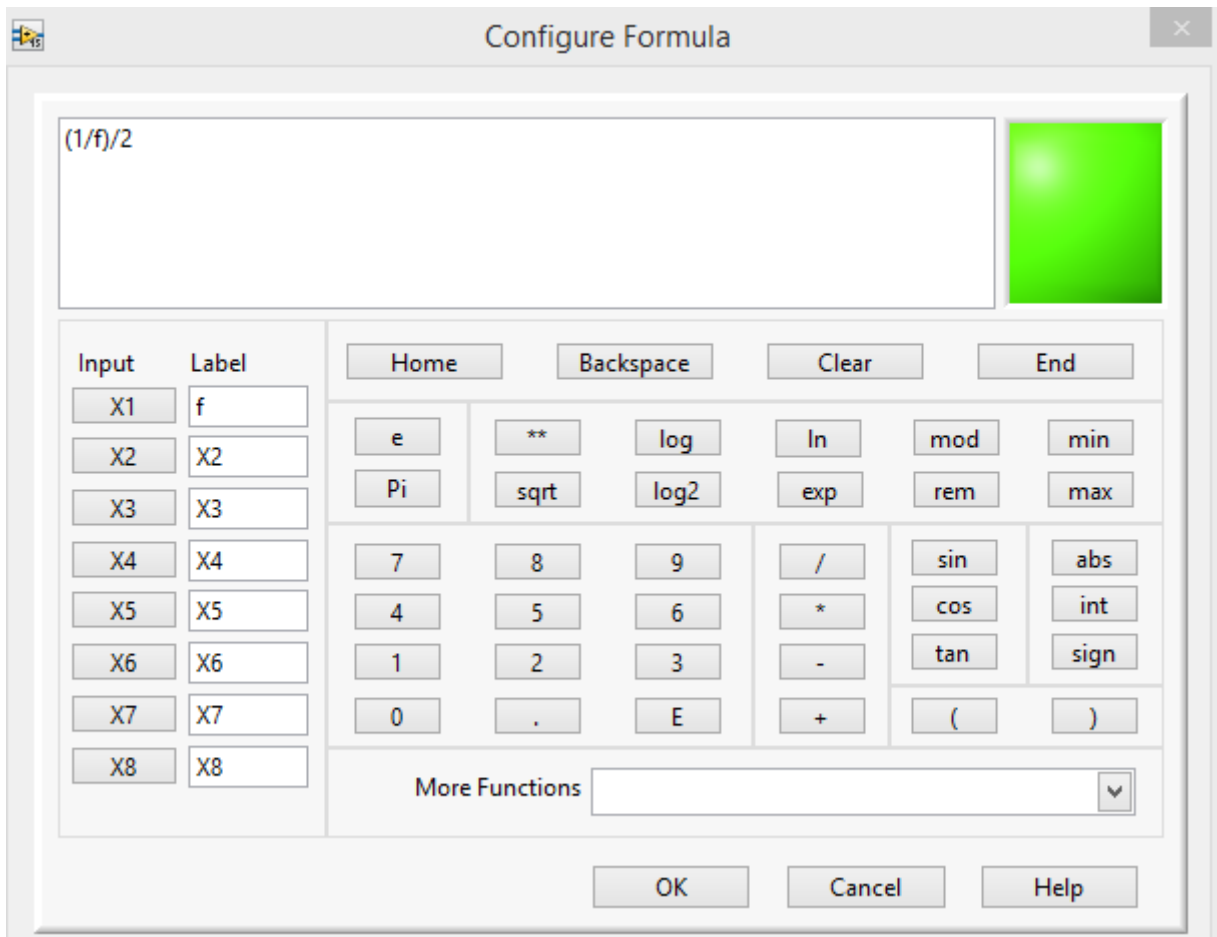 Configure Formula
(1/f)/2
Input Label
X1 f
X2 X2
X3 X3
X4 X4
X5 X5
X6 X6
X7 X7
X8 X8
Home Backspace Clear End
e ** log ln mod min
Pi sqrt log2 exp rem max
7 8 9 / sin abs
4 5 6 * cos int
1 2 3 - tan sign
0 . E + ( )
More Functions
OK Cancel Help